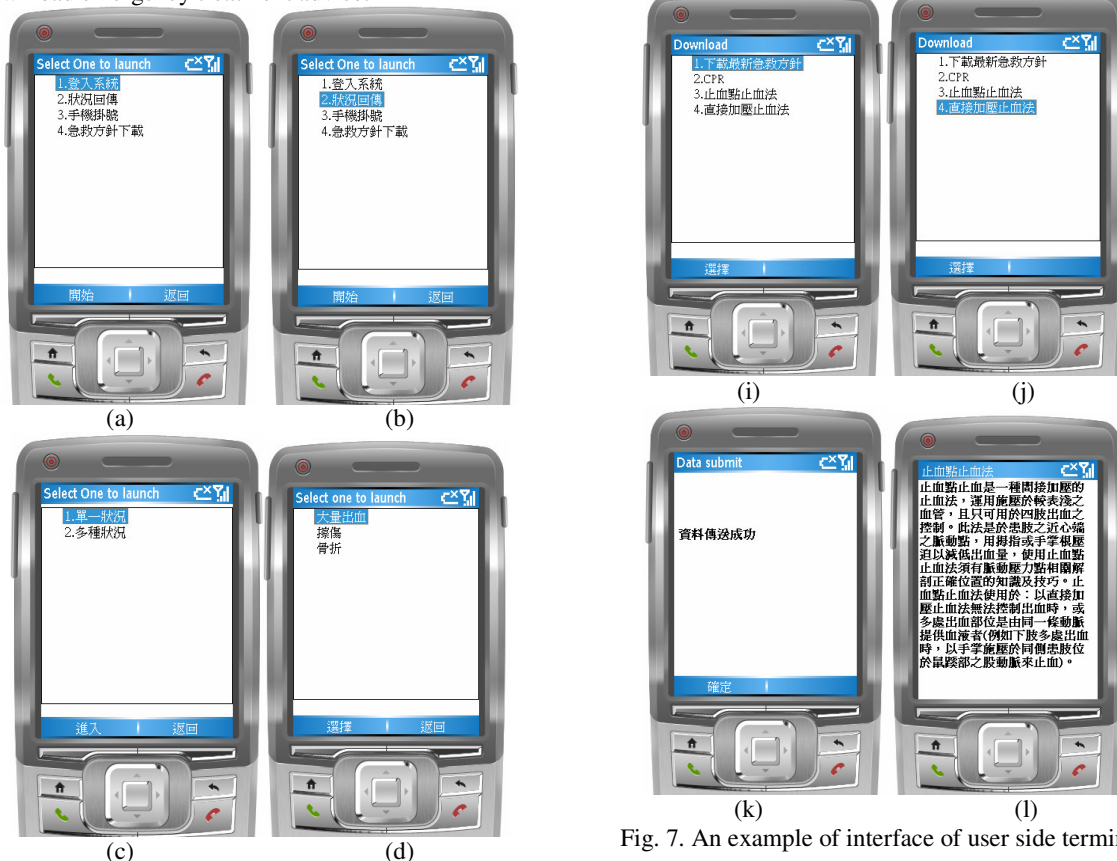 Select One to launch
1.登入系統
2.狀況回傳
3.手機掛號
4.急救方針下載
開始 返回
(a)
Select One to launch
1.登入系統
2.狀況回傳
3.手機掛號
4.急救方針下載
開始 返回
(b)
Select One to launch
1.單一狀況
2.多種狀況
進入 返回
(c)
Select one to launch
大量出血
擦傷
骨折
選擇 返回
(d)
Download
1.下載最新急救方針
2.CPR
3.止血點止血法
4.直接加壓止血法
選擇
(i)
Download
1.下載最新急救方針
2.CPR
3.止血點止血法
4.直接加壓止血法
選擇
(j)
Data submit
資料傳送成功
確定
(k)
止血點止血法
止血點止血是一種間接加壓的
止血法，運用施壓於較表淺之
血管，且只可用於四肢出血之
控制。此法是於患肢之近心端
之脈動點，用拇指或手掌根壓
迫以減低出血量，使用止血點
止血法須有脈動壓力點相關解
剖正確位置的知識及技巧。止
血點止血法使用於：以直接加
壓止血法無法控制出血時，或
多處出血部位是由同一條動脈
提供血液者(例如下肢多處出血
時，以手掌施壓於同側患肢位
於鼠蹊部之股動脈來止血)。
(l)
Fig. 7. An example of interface of user side termin